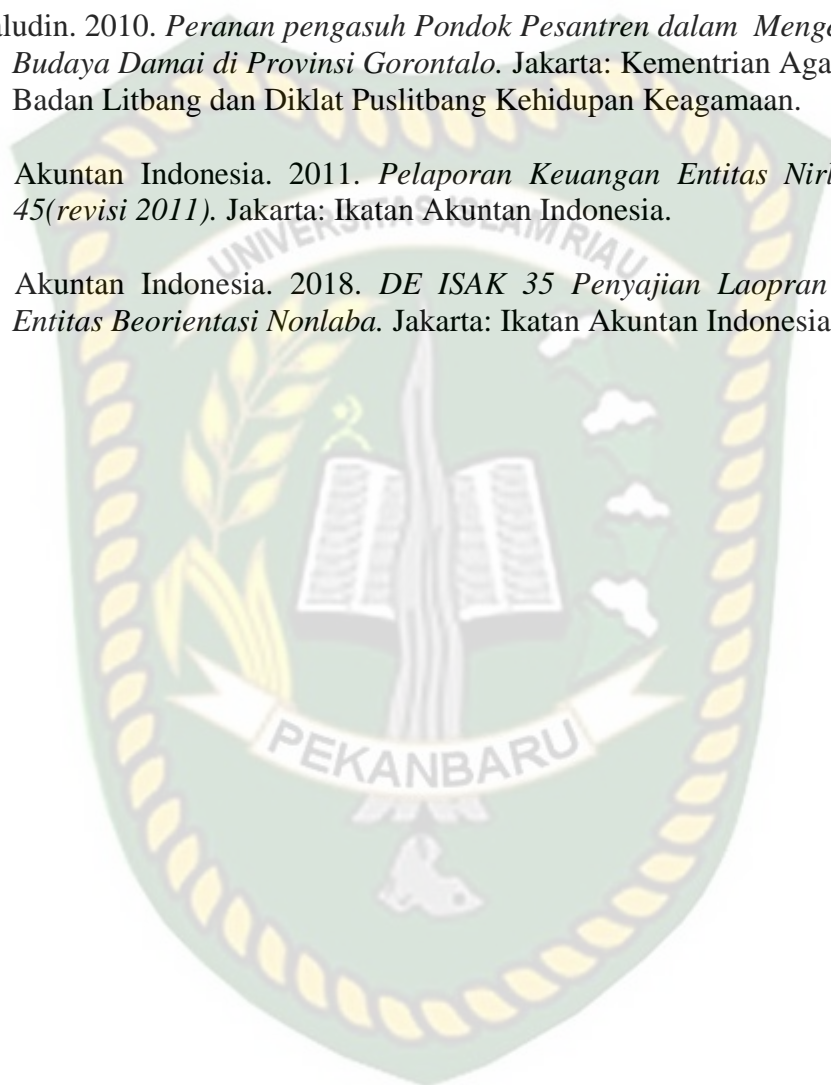 aludin. 2010. Peranan pengasuh Pondok Pesantren dalam Menge
Budaya Damai di Provinsi Gorontalo. Jakarta: Kementrian Aga
Badan Litbang dan Diklat Puslitbang Kehidupan Keagamaan.
Akuntan Indonesia. 2011. Pelaporan Keuangan Entitas Nirl
45(revisi 2011). Jakarta: Ikatan Akuntan Indonesia.
Akuntan Indonesia. 2018. DE ISAK 35 Penyajian Laopran
Entitas Beorientasi Nonlaba. Jakarta: Ikatan Akuntan Indonesia
UNIVERSITAS ISLAM RIAU
PEKANBARU